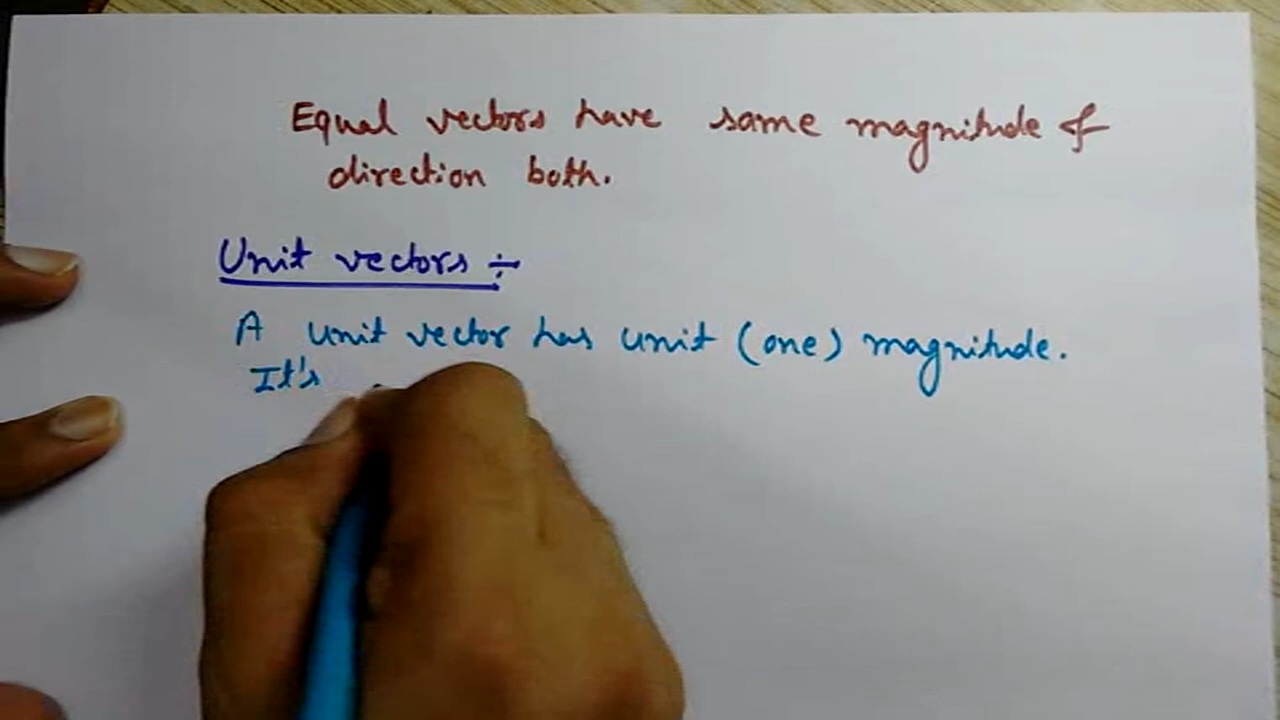 Equal vectors have same magnitude &
direction both.
Unit vectors ÷
A unit vector has unit (one) magnitude.
It's